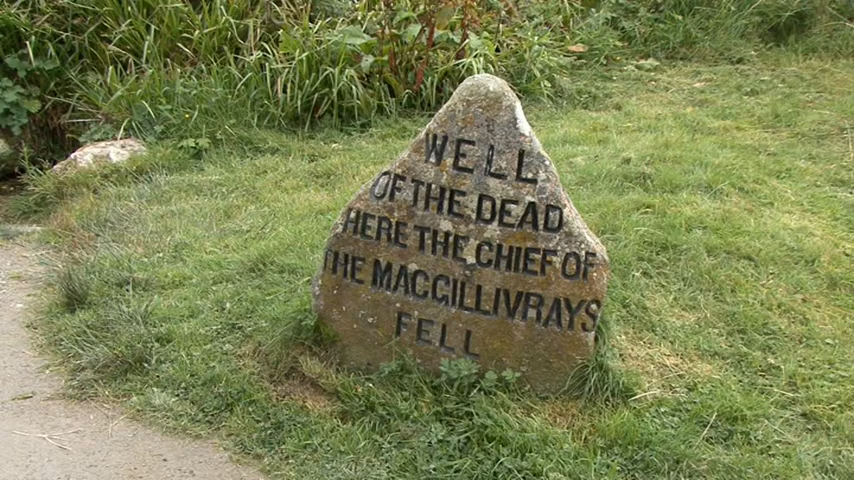 WELL
OF THE DEAD
HERE THE CHIEF OF
THE MACGILLIVRAYS
FELL